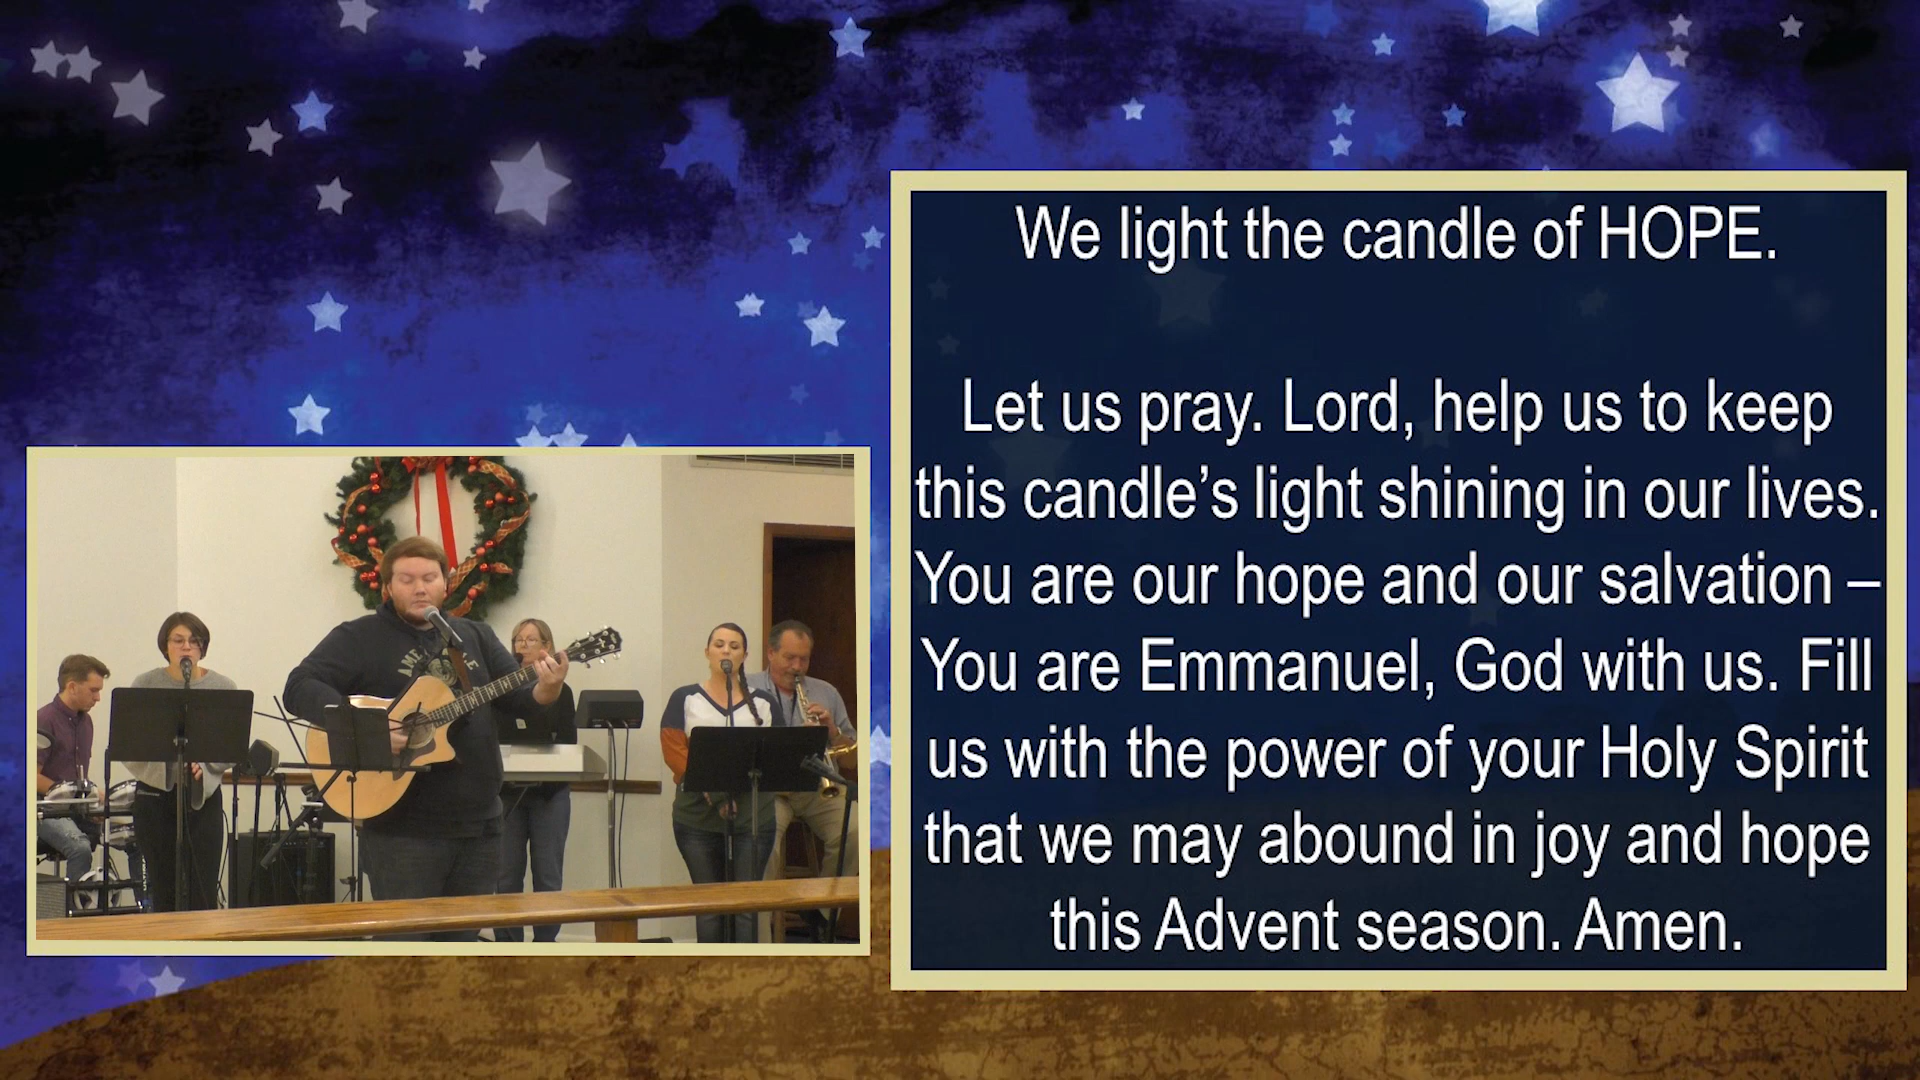 We light the candle of HOPE.
Let us pray. Lord, help us to keep
this candle’s light shining in our lives.
You are our hope and our salvation –
You are Emmanuel, God with us. Fill
us with the power of your Holy Spirit
that we may abound in joy and hope
this Advent season. Amen.